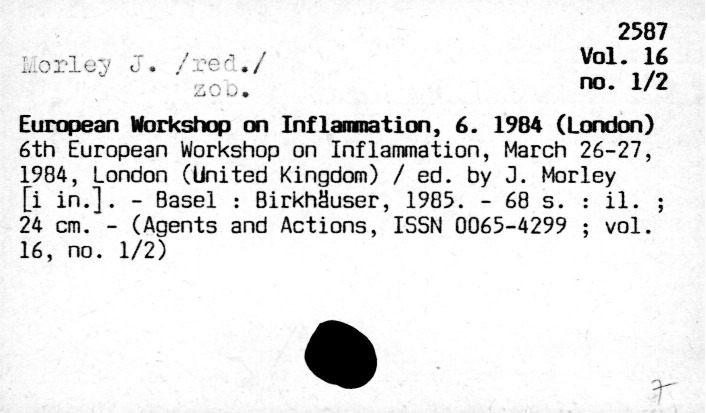 2587
Vol. 16
no. 1/2
Morley J. /red./
zob.
European Workshop on Inflammation, 6. 1984 (London)
6th European Workshop on Inflammation, March 26-27,
1984, London (United Kingdom) / ed. by J. Morley
[i in.]. - Basel : Birkhäuser, 1985. - 68 s. : il. ;
24 cm. - (Agents and Actions, ISSN 0065-4299 ; vol.
16, no. 1/2)